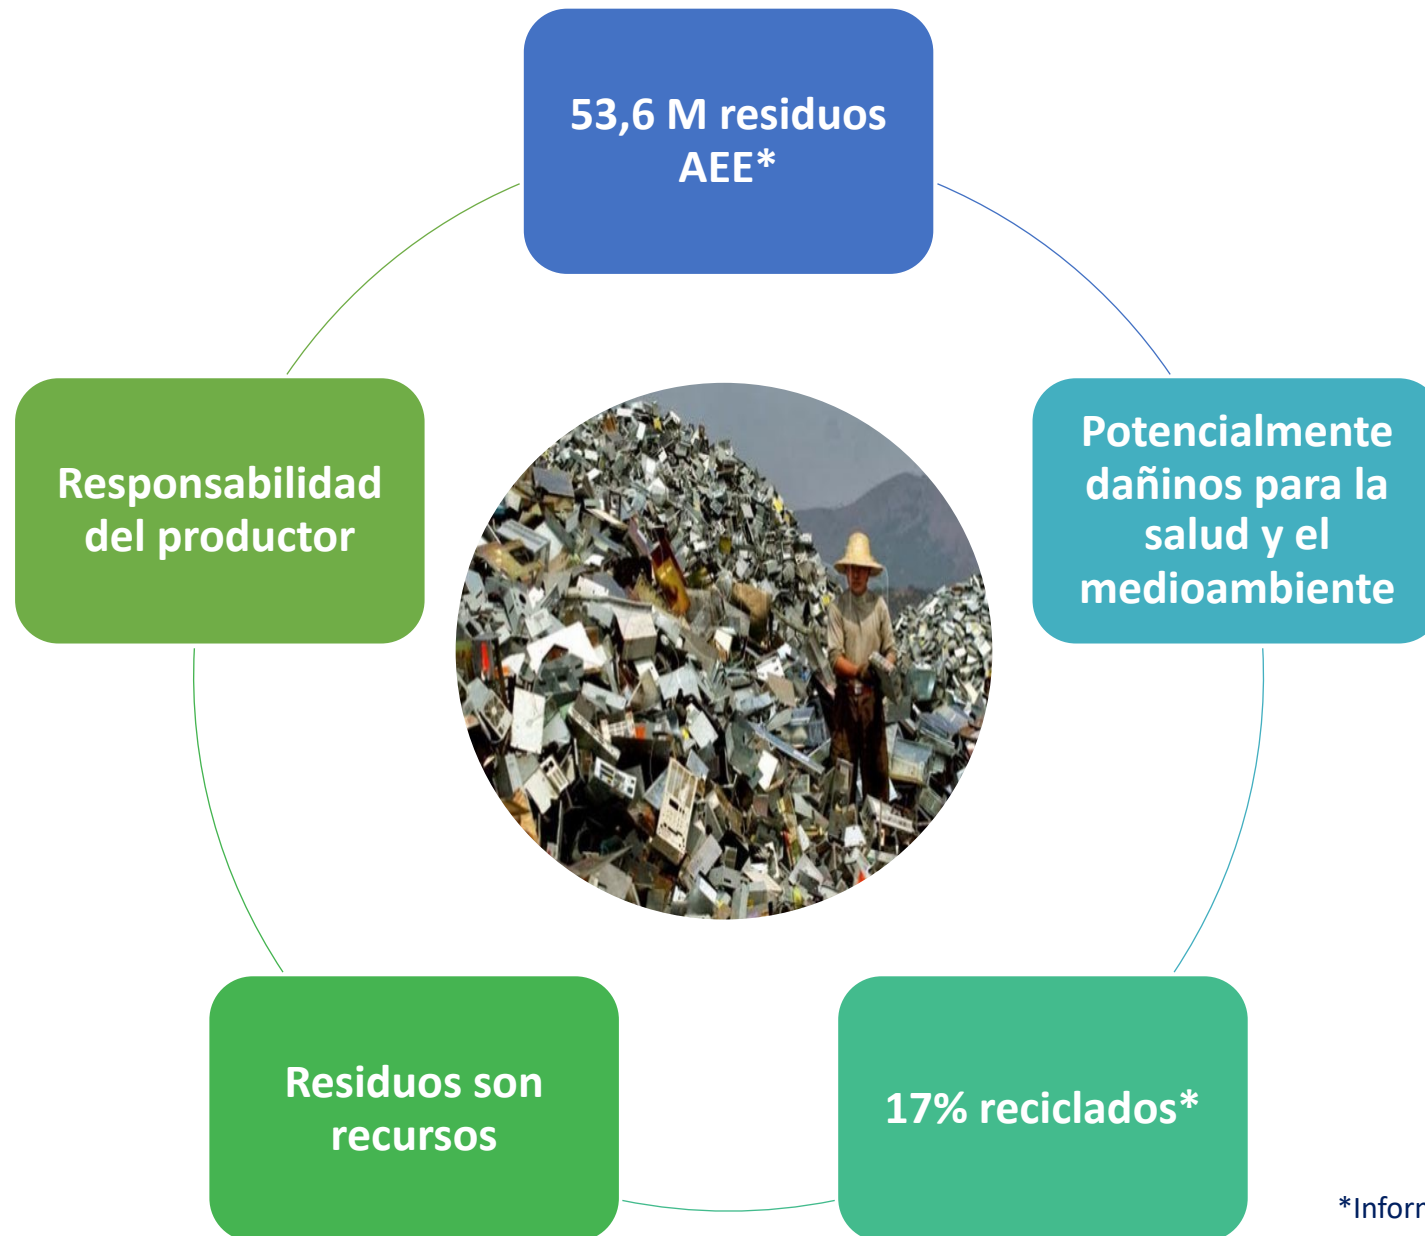 53,6 M residuos
AEE*
Potencialmente
dañinos para la
salud y el
medioambiente
17% reciclados*
Residuos son
recursos
Responsabilidad
del productor